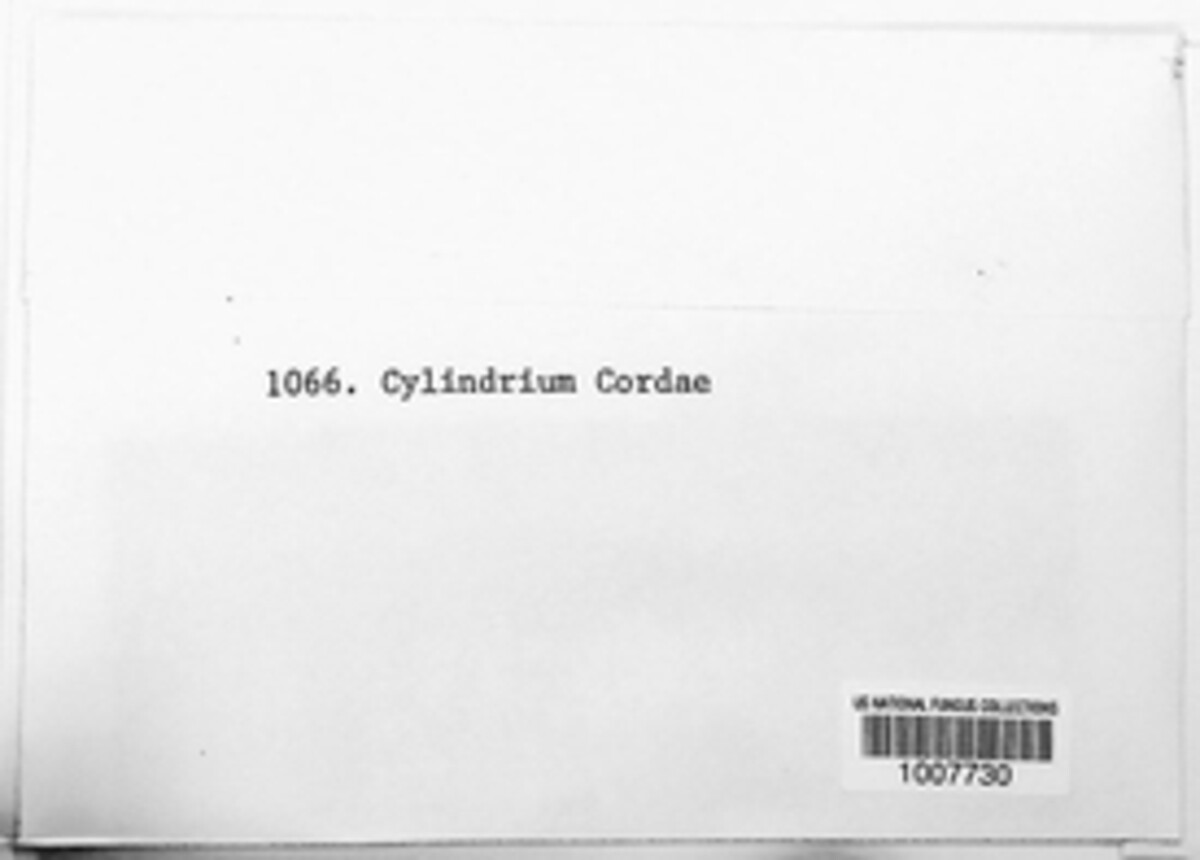 1066. Cylindrium Cordae
US NATIONAL FUNGUS COLLECTIONS
1007730